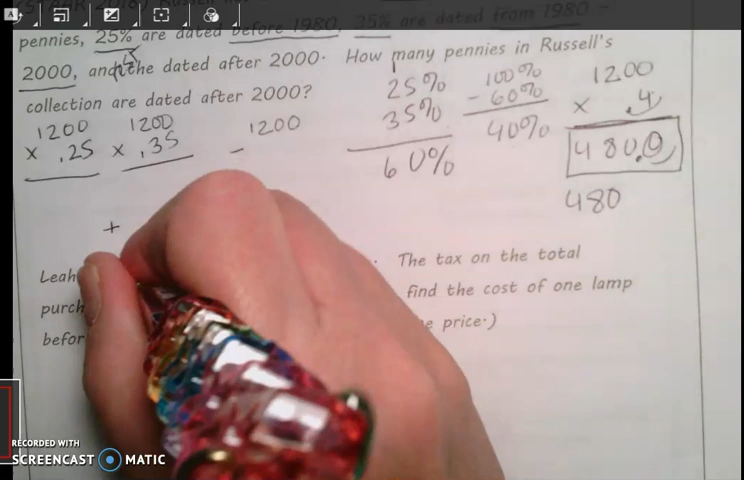 pennies, 25% are dated before 1980, 35% are dated from 1980 -
2000, and the dated after 2000. How many pennies in Russell's
collection are dated after 2000?
1200
x .25
1200
x .35
1200
-
+
25%
35%
60%
100%
- 60%
40%
1200
x .4
480.0
480
Leah
. The tax on the total
purch
find the cost of one lamp
befor
e price.)
RECORDED WITH
SCREENCAST MATIC